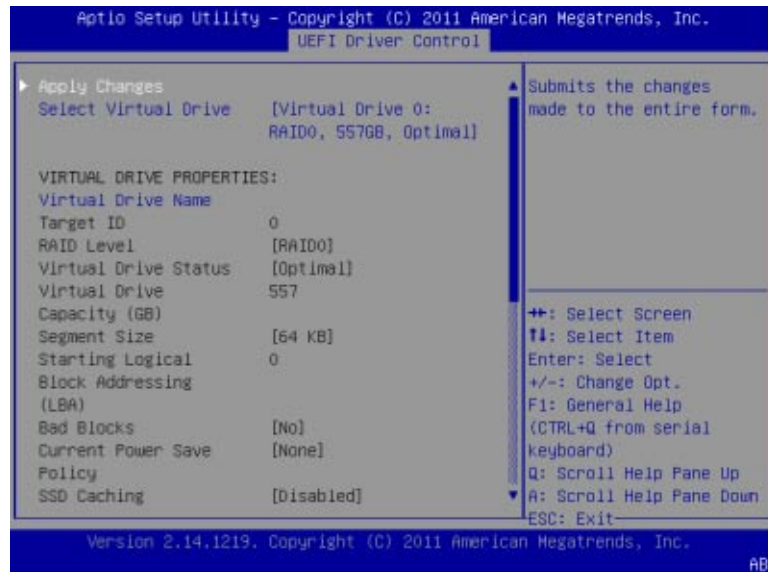 Aptio Setup Utility – Copyright (C) 2011 American Megatrends, Inc.
UEFI Driver Control
Apply Changes
Select Virtual Drive [Virtual Drive 0:
RAID0, 557GB, Optimal]
VIRTUAL DRIVE PROPERTIES:
Virtual Drive Name
Target ID 0
RAID Level [RAID0]
Virtual Drive Status [Optimal]
Virtual Drive 557
Capacity (GB)
Segment Size [64 KB]
Starting Logical 0
Block Addressing
(LBA)
Bad Blocks [No]
Current Power Save [None]
Policy
SSD Caching [Disabled]
Submits the changes
made to the entire form.
→←: Select Screen
↑↓: Select Item
Enter: Select
+/-: Change Opt.
F1: General Help
(CTRL+Q from serial
keyboard)
Q: Scroll Help Pane Up
A: Scroll Help Pane Down
ESC: Exit
Version 2.14.1219. Copyright (C) 2011 American Megatrends, Inc.
AB